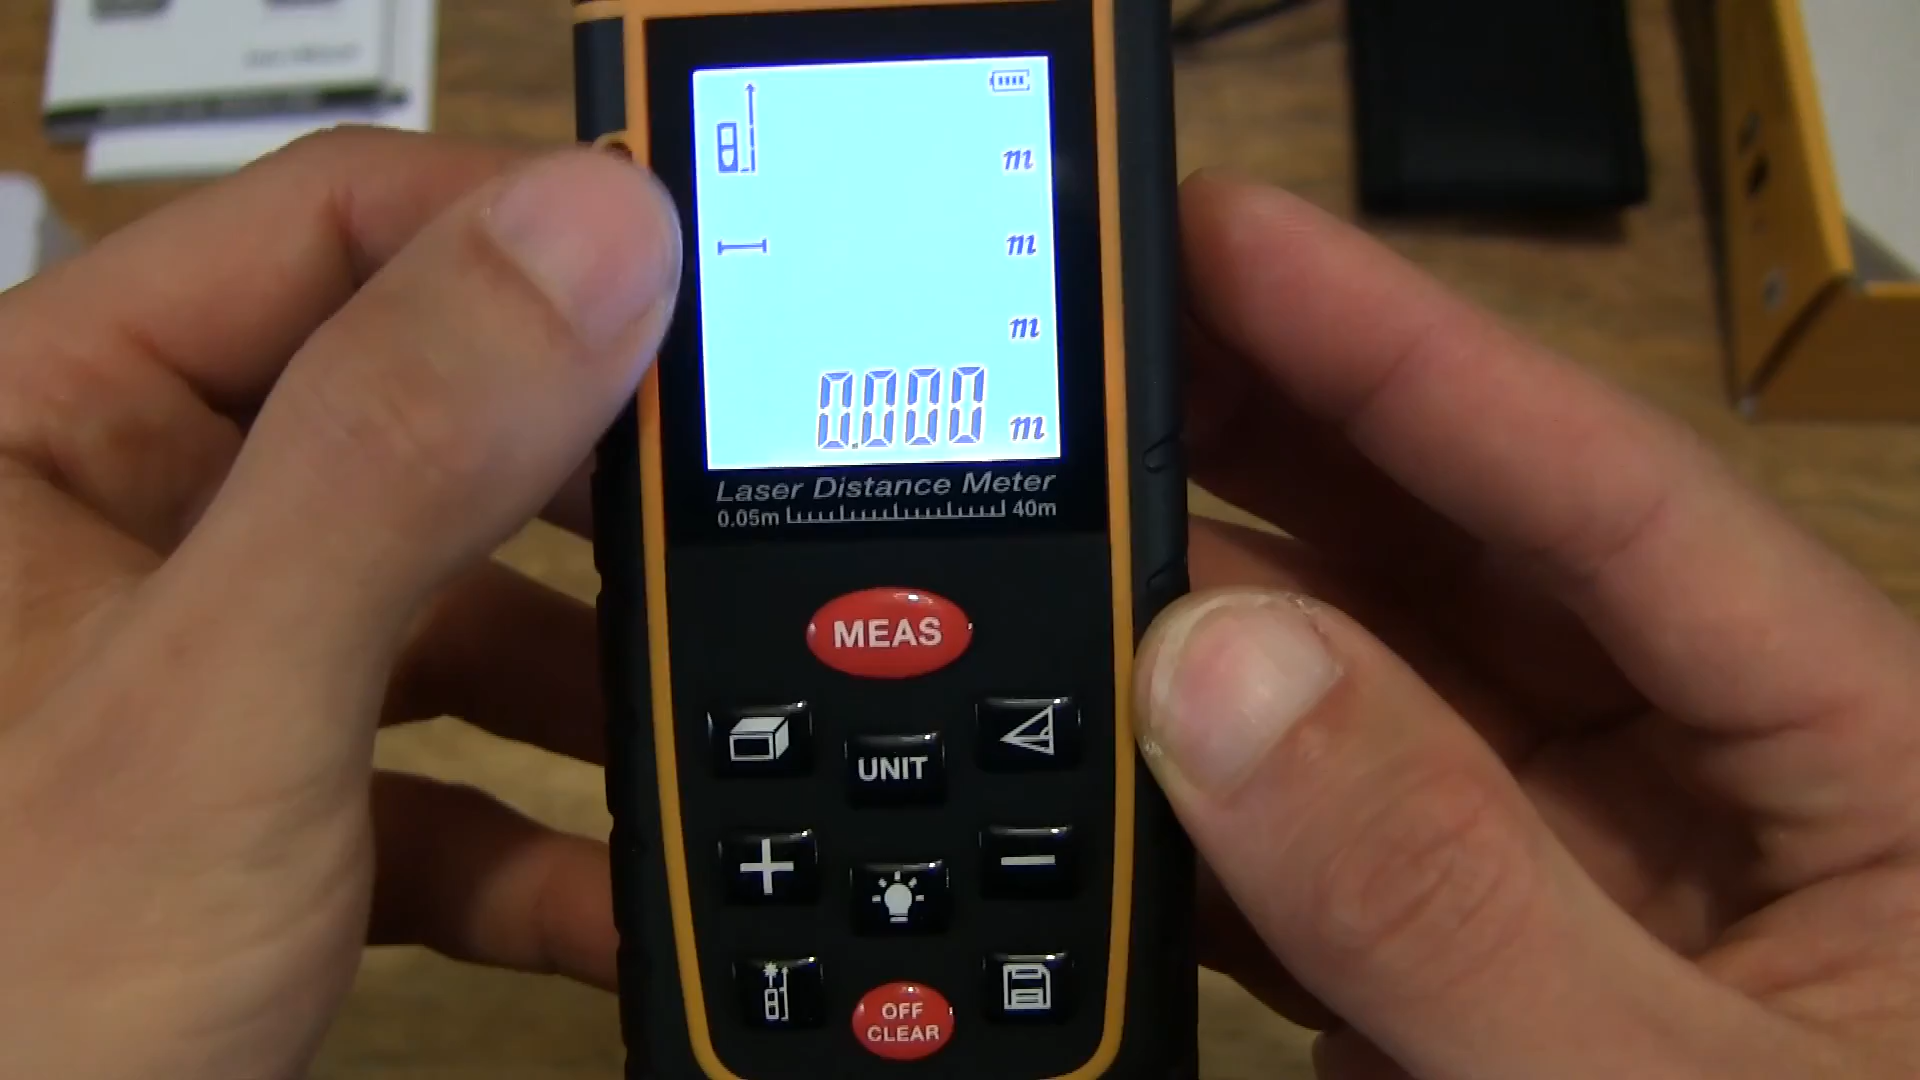 m
m
m
0.000 m
Laser Distance Meter
0.05m 40m
MEAS
UNIT
OFF
CLEAR